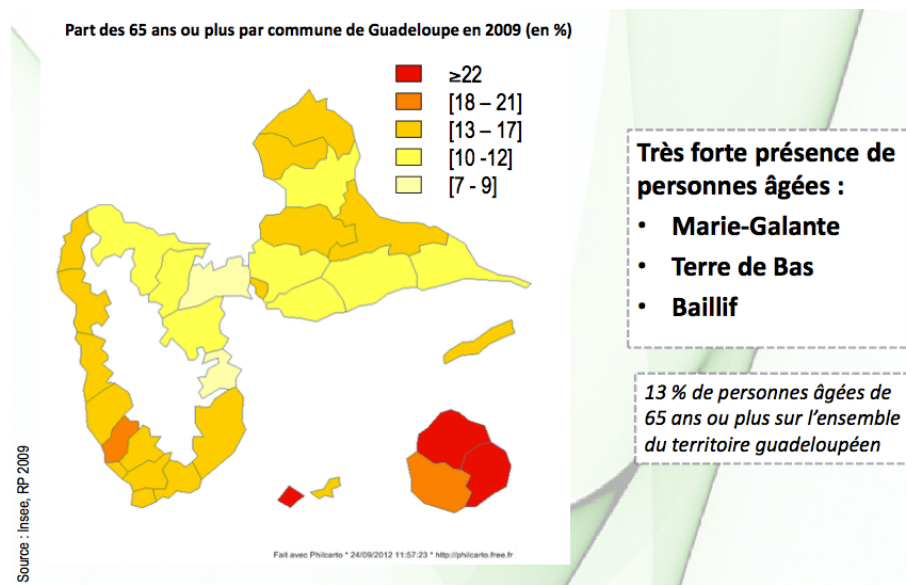 Part des 65 ans ou plus par commune de Guadeloupe en 2009 (en %)
≥22
[18 – 21]
[13 – 17]
[10 -12]
[7 - 9]
Très forte présence de
personnes âgées :
• Marie-Galante
• Terre de Bas
• Baillif
13 % de personnes âgées de
65 ans ou plus sur l’ensemble
du territoire guadeloupéen
Source : Insee, RP 2009
Fait avec Philcarto * 24/09/2012 11:57:23 * http://philcarto.free.fr